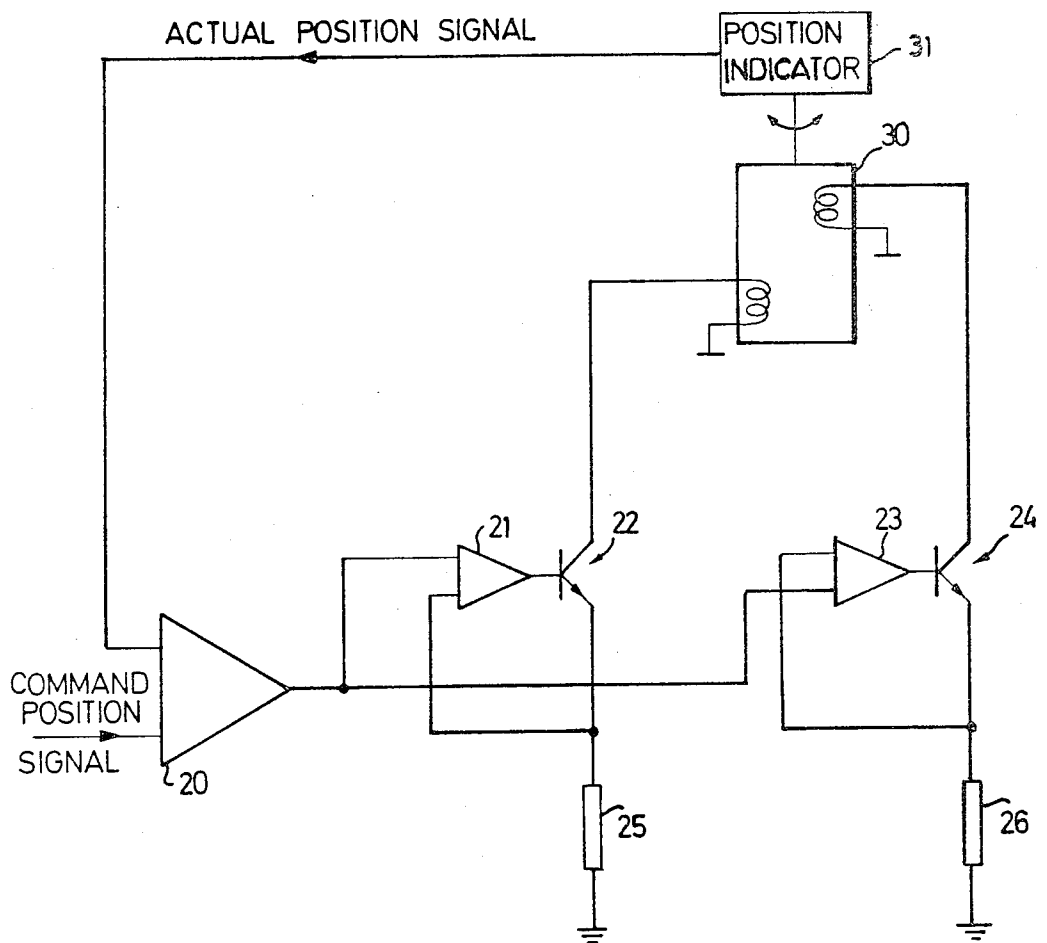 ACTUAL POSITION SIGNAL
POSITION
INDICATOR
31
30
21
22
23
24
COMMAND
POSITION
SIGNAL
20
25
26